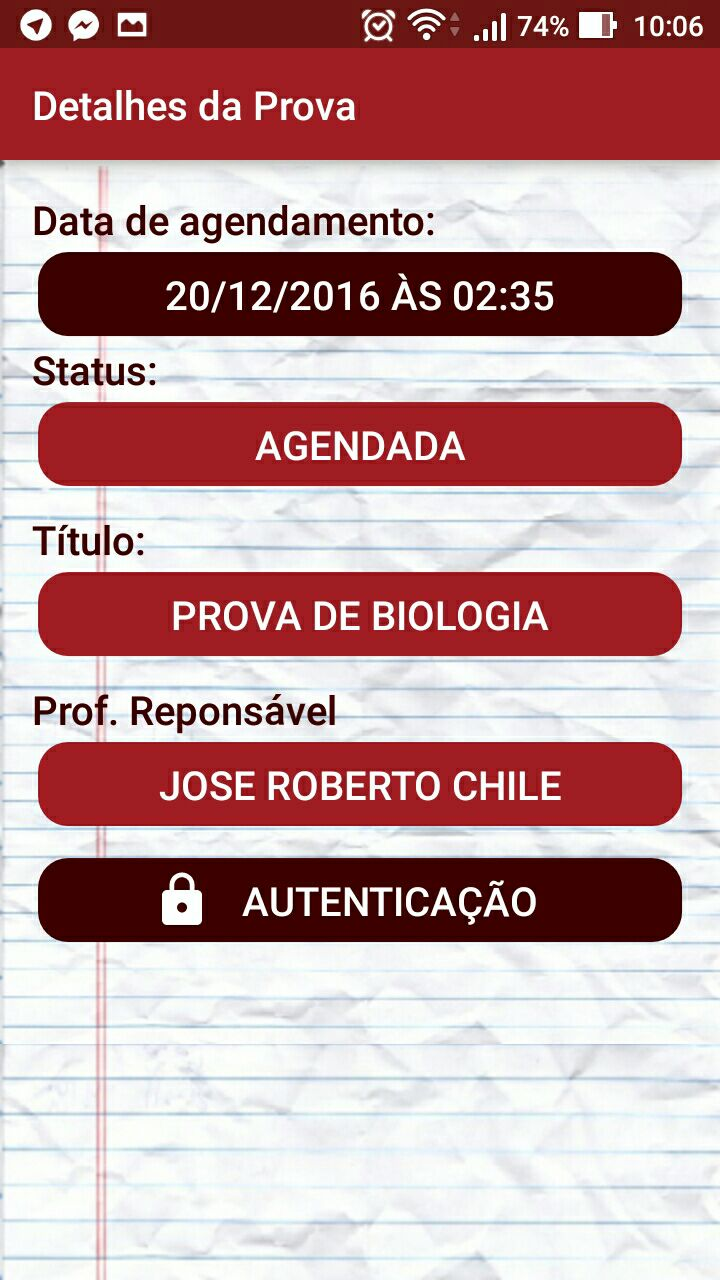 74% 10:06
Detalhes da Prova
Data de agendamento:
20/12/2016 ÀS 02:35
Status:
AGENDADA
Título:
PROVA DE BIOLOGIA
Prof. Reponsável
JOSE ROBERTO CHILE
AUTENTICAÇÃO